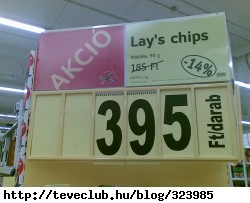 AKCIÓ
Lay's chips
185 Ft
-14%
395
Ft/darab
http://teveclub.hu/blog/323985